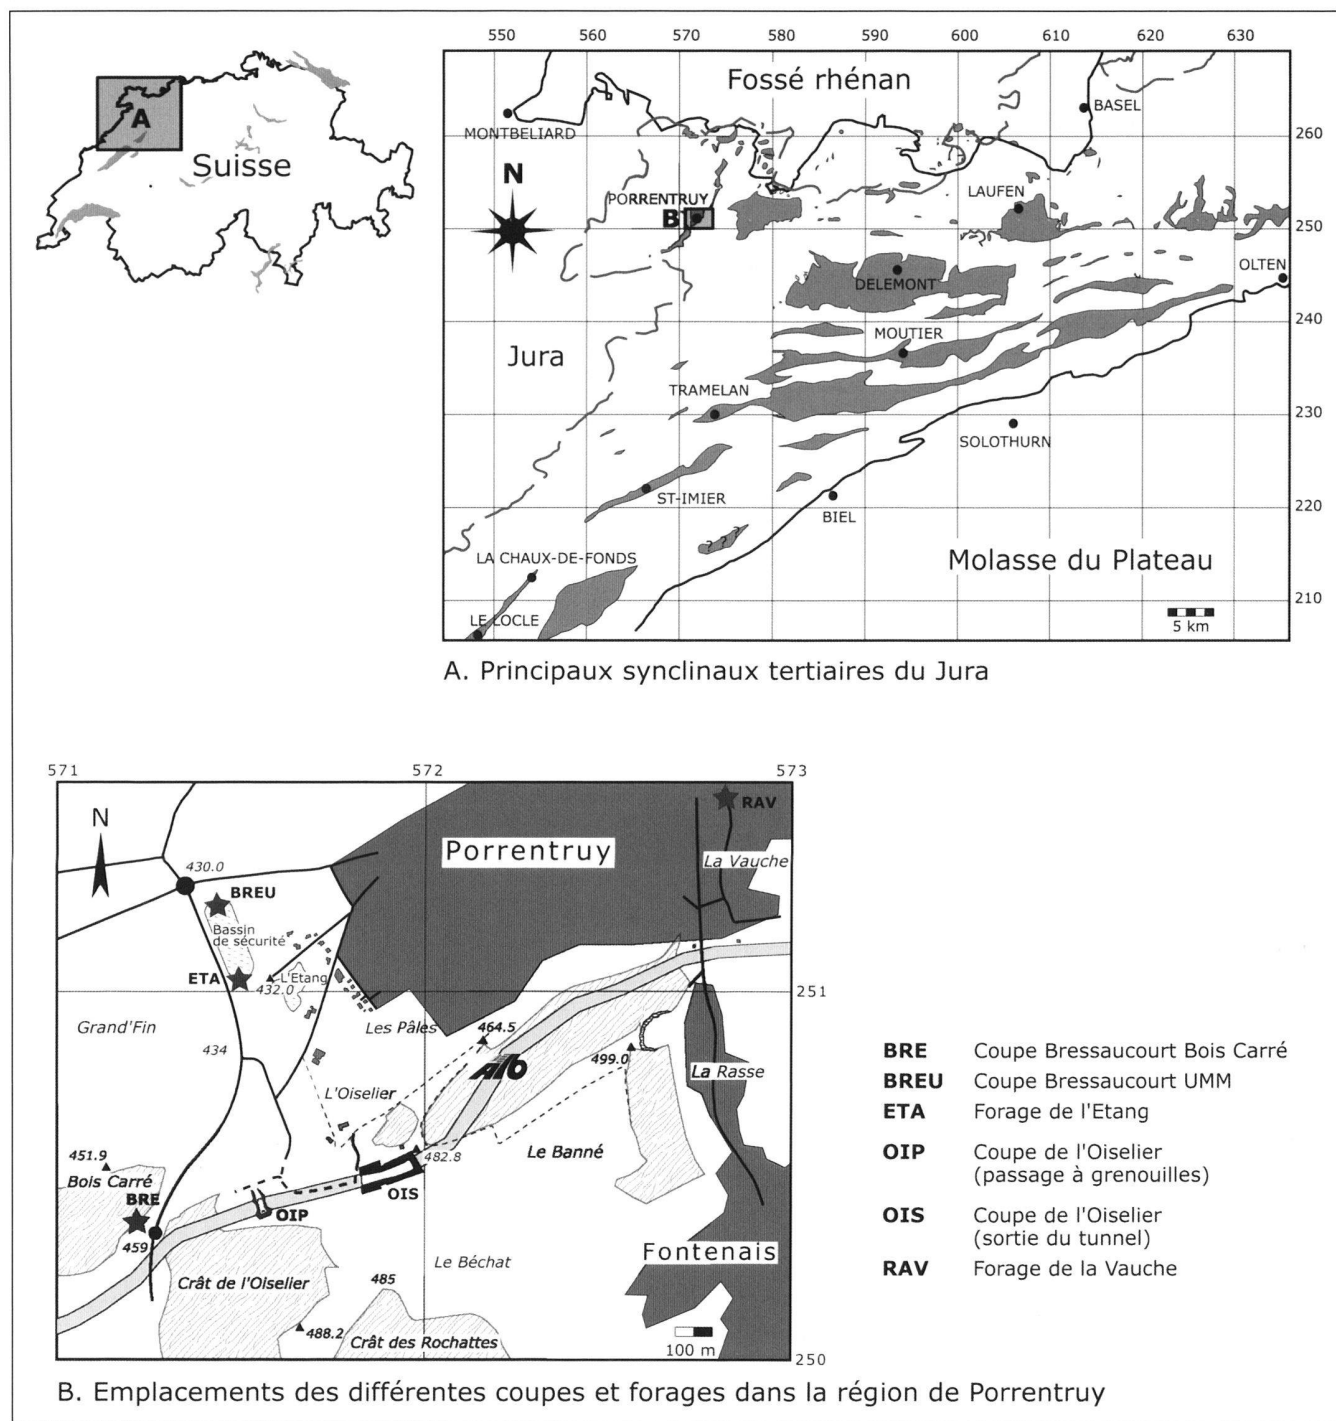 A
Suisse
550 560 570 580 590 600 610 620 630
Fossé rhénan
MONTBELIARD
BASEL
260
N
PORRENTRUY
B
LAUFEN
250
OLTEN
DELEMONT
240
MOUTIER
Jura
TRAMELAN
230
SOLOTHURN
ST-IMIER
220
BIEL
LA CHAUX-DE-FONDS
Molasse du Plateau
210
LE LOCLE
5 km
A. Principaux synclinaux tertiaires du Jura
571 572 573
N
RAV
Porrentruy
La Vauche
430.0
BREU
Bassin
de sécurité
ETA
L'Etang
432.0
251
Grand'Fin
Les Pâles
464.5
434
499.0
A16
La Rasse
L'Oiselier
482.8
Le Banné
451.9
Bois Carré
BRE
OIS
OIP
459
Fontenais
Le Béchat
Crât de l'Oiselier
485
488.2
Crât des Rochattes
100 m
250
BRE Coupe Bressaucourt Bois Carré
BREU Coupe Bressaucourt UMM
ETA Forage de l'Etang
OIP Coupe de l'Oiselier
(passage à grenouilles)
OIS Coupe de l'Oiselier
(sortie du tunnel)
RAV Forage de la Vauche
B. Emplacements des différentes coupes et forages dans la région de Porrentruy